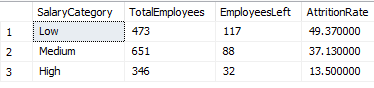 SalaryCategory TotalEmployees EmployeesLeft AttritionRate
1 Low 473 117 49.370000
2 Medium 651 88 37.130000
3 High 346 32 13.500000